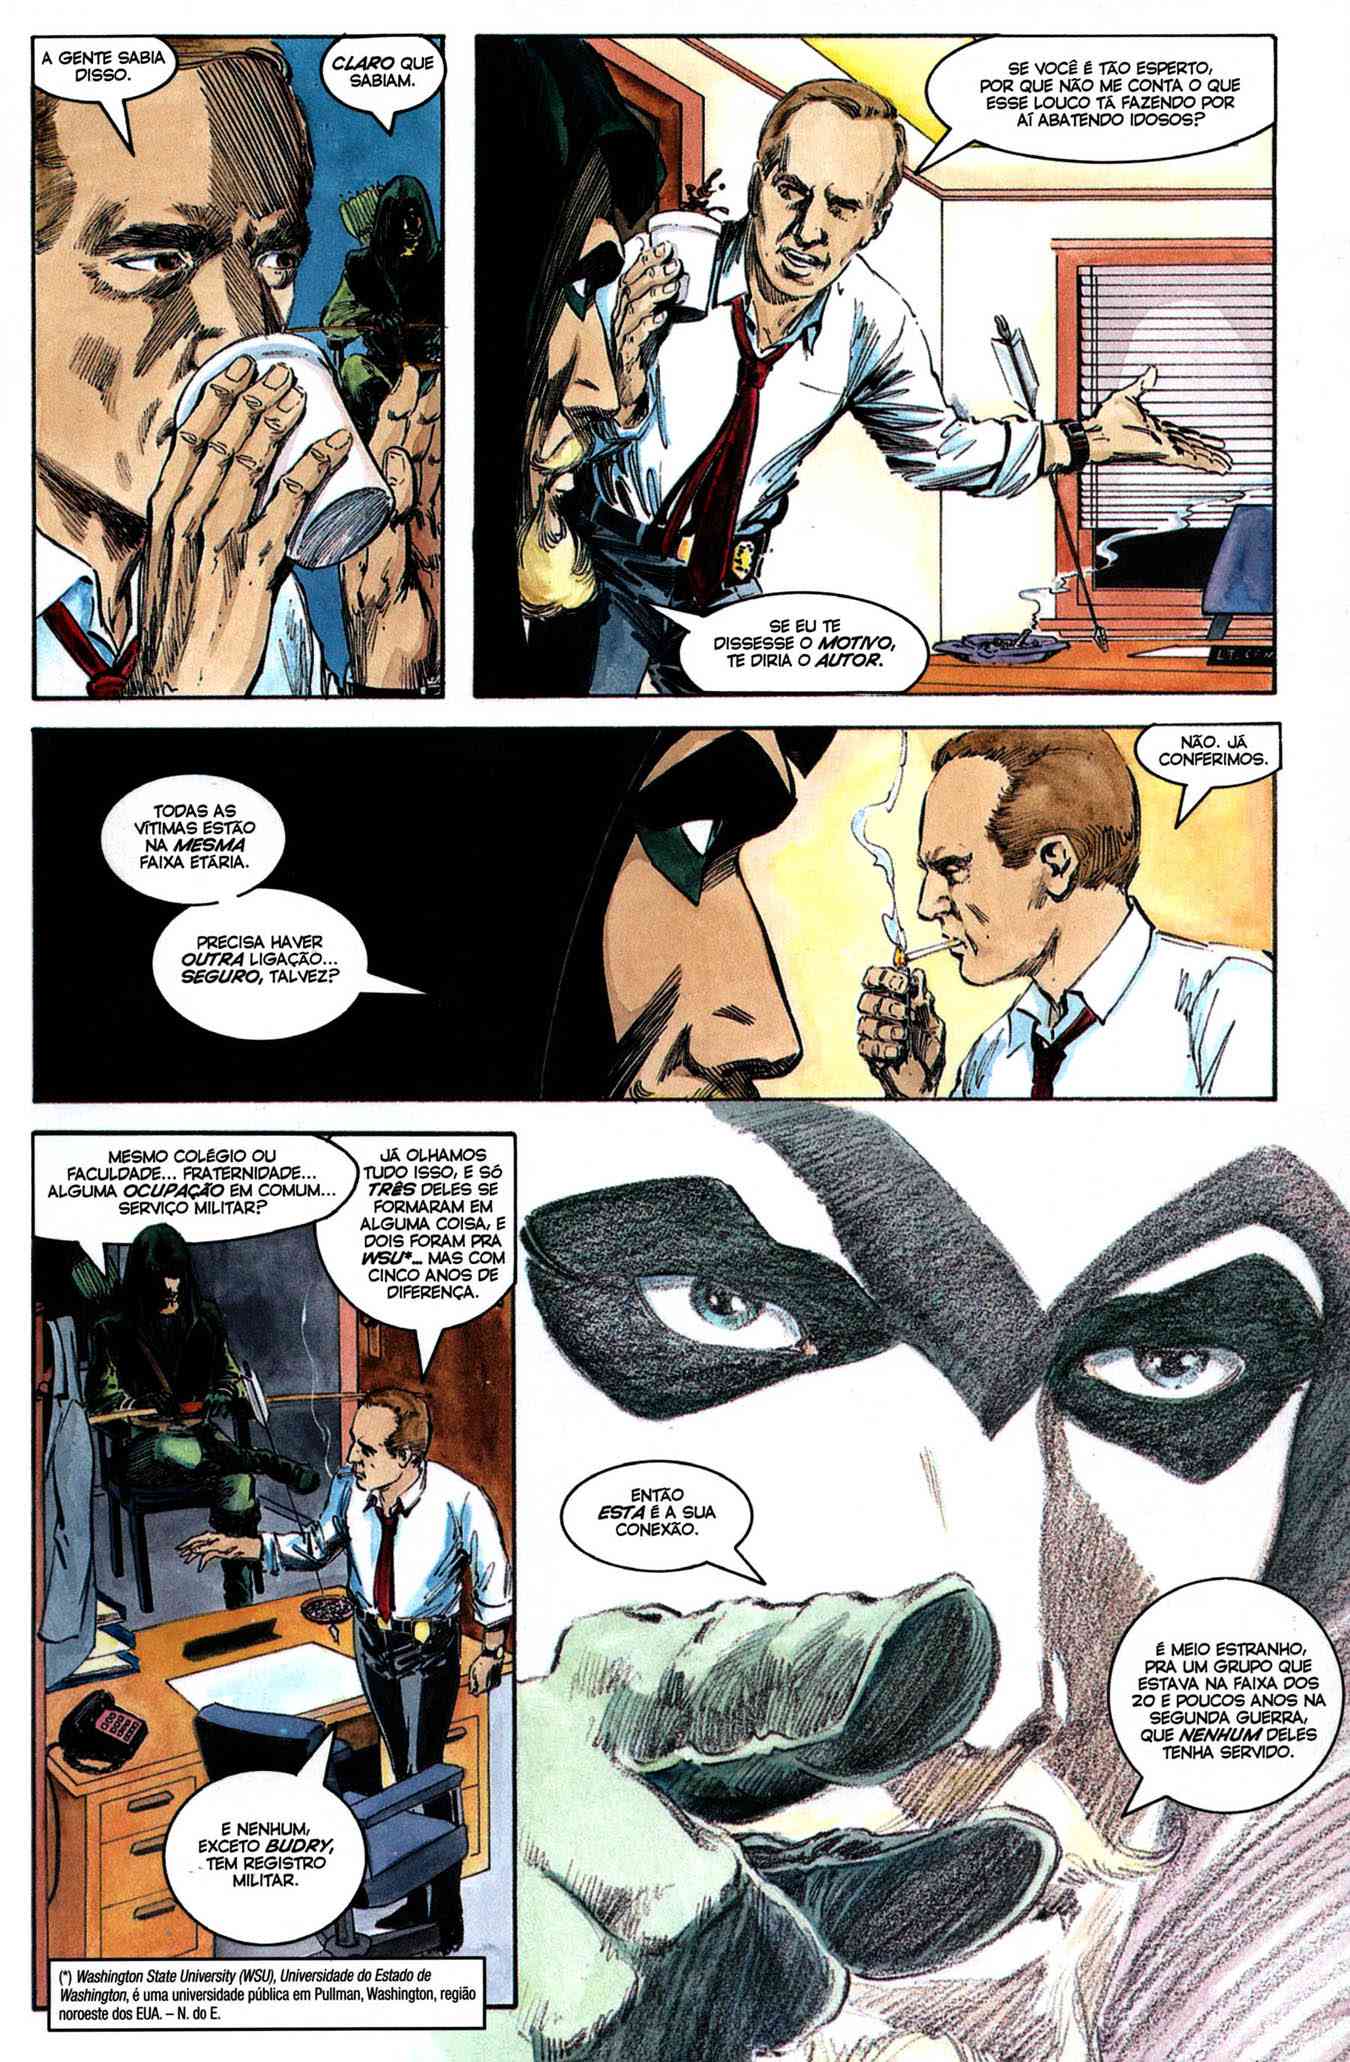 A GENTE SABIA
DISSO.
CLARO QUE
SABIAM.
SE VOCÊ É TÃO ESPERTO,
POR QUE NÃO ME CONTA O QUE
ESSE LOUCO TÁ FAZENDO POR
AÍ ABATENDO IDOSOS?
SE EU TE
DISSESSE O MOTIVO,
TE DIRIA O AUTOR.
TODAS AS
VÍTIMAS ESTÃO
NA MESMA
FAIXA ETÁRIA.
PRECISA HAVER
OUTRA LIGAÇÃO...
SEGURO, TALVEZ?
NÃO. JÁ
CONFERIMOS.
MESMO COLÉGIO OU
FACULDADE... FRATERNIDADE...
ALGUMA OCUPAÇÃO EM COMUM...
SERVIÇO MILITAR?
JÁ OLHAMOS
TUDO ISSO, E SÓ
TRÊS DELES SE
FORMARAM EM
ALGUMA COISA, E
DOIS FORAM PRA
WSU*... MAS COM
CINCO ANOS DE
DIFERENÇA.
E NENHUM,
EXCETO BUDRY,
TEM REGISTRO
MILITAR.
(*) Washington State University (WSU), Universidade do Estado de
Washington, é uma universidade pública em Pullman, Washington, região
noroeste dos EUA. – N. do E.
ENTÃO
ESTA É A SUA
CONEXÃO.
É MEIO ESTRANHO,
PRA UM GRUPO QUE
ESTAVA NA FAIXA DOS
20 E POUCOS ANOS NA
SEGUNDA GUERRA,
QUE NENHUM DELES
TENHA SERVIDO.